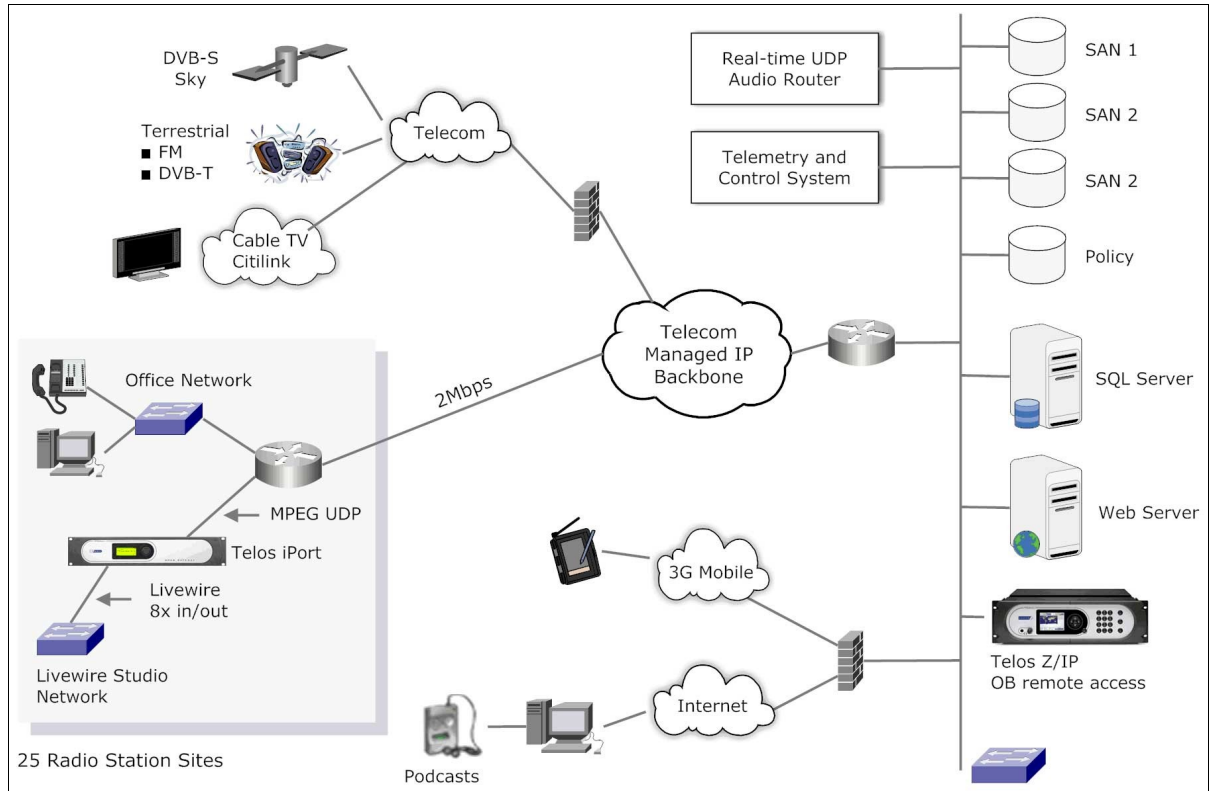 DVB-S
Sky
Terrestrial
■ FM
■ DVB-T
Telecom
Cable TV
Citilink
Real-time UDP
Audio Router
Telemetry and
Control System
SAN 1
SAN 2
SAN 2
Policy
Telecom
Managed IP
Backbone
2Mbps
SQL Server
Web Server
Office Network
MPEG UDP
Telos iPort
Livewire
8x in/out
Livewire Studio
Network
25 Radio Station Sites
3G Mobile
Internet
Podcasts
Telos Z/IP
OB remote access